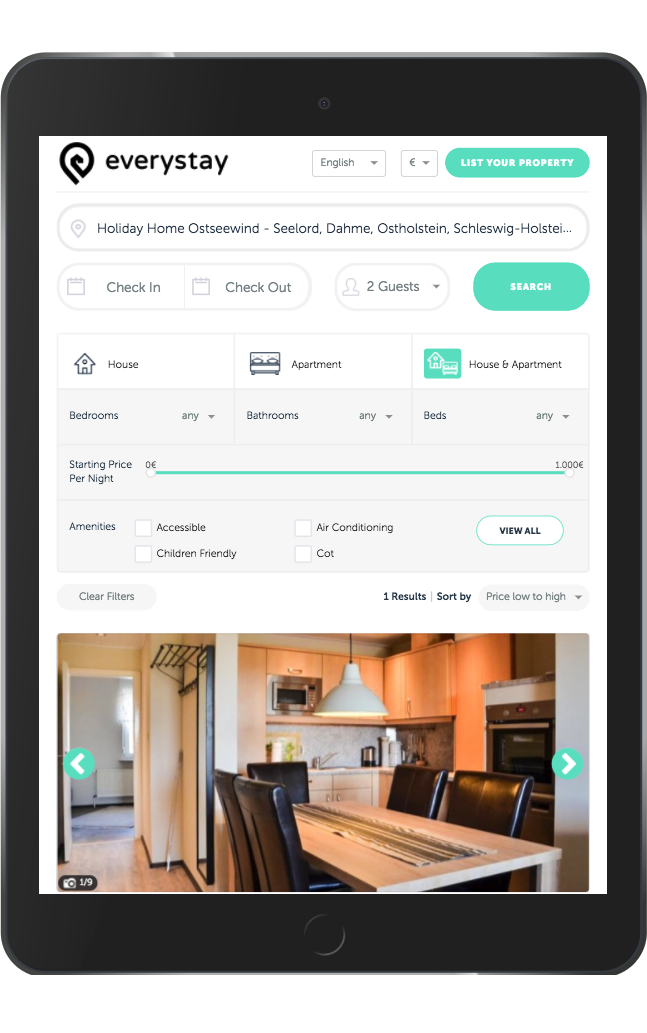 everystay
English
€
LIST YOUR PROPERTY
Holiday Home Ostseewind - Seelord, Dahme, Ostholstein, Schleswig-Holstei...
Check In
Check Out
2 Guests
SEARCH
House
Apartment
House & Apartment
Bedrooms
any
Bathrooms
any
Beds
any
Starting Price
Per Night
0€
1.000€
Amenities
Accessible
Air Conditioning
VIEW ALL
Children Friendly
Cot
Clear Filters
1 Results | Sort by
Price low to high
1/9